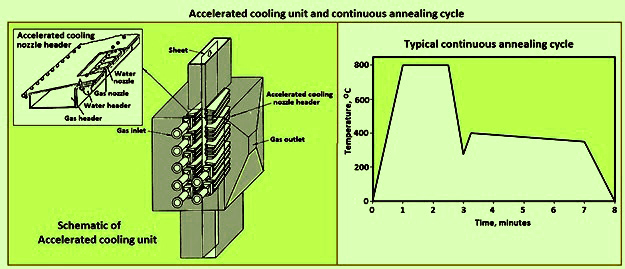 Accelerated cooling unit and continuous annealing cycle
Accelerated cooling
nozzle header
Water
nozzle
Gas nozzle
Water header
Gas header
Sheet
Accelerated cooling
nozzle header
Gas inlet
Gas outlet
Schematic of
Accelerated cooling unit
Typical continuous annealing cycle
Temperature, °C
800
600
400
200
0
0 1 2 3 4 5 6 7 8
Time, minutes